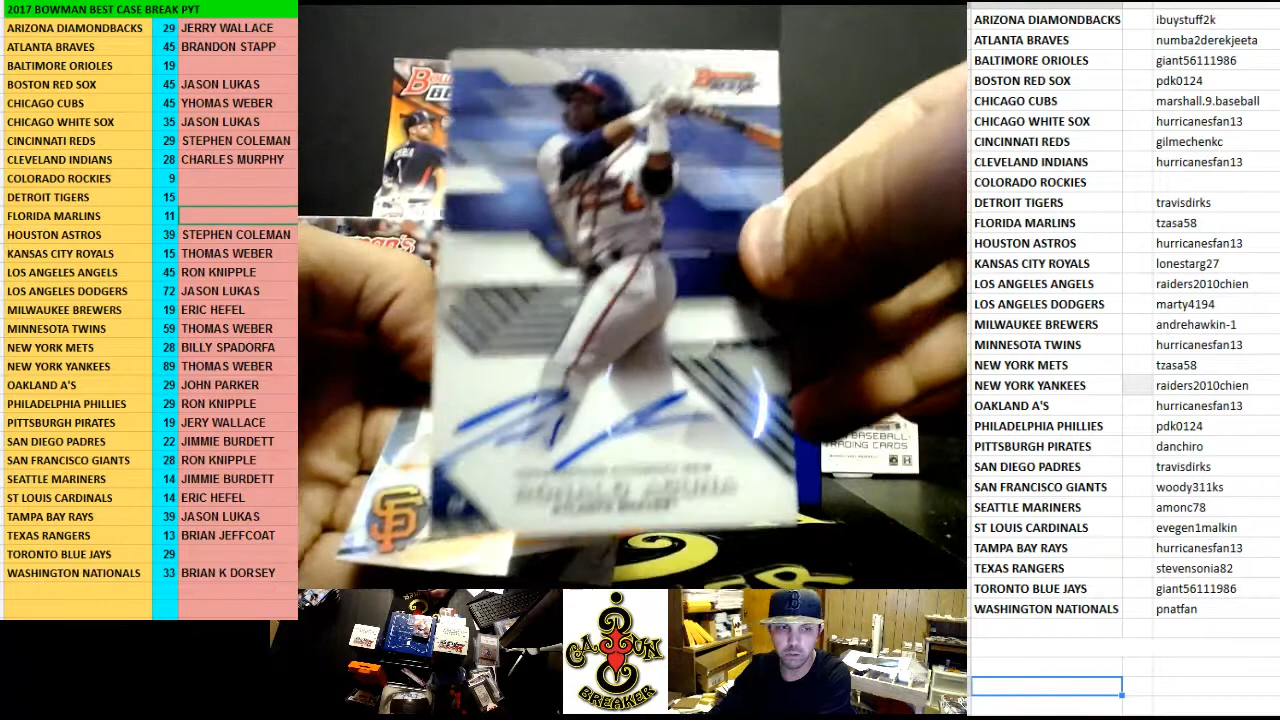 2017 BOWMAN BEST CASE BREAK PYT
ARIZONA DIAMONDBACKS 29 JERRY WALLACE
ATLANTA BRAVES 45 BRANDON STAPP
BALTIMORE ORIOLES 19
BOSTON RED SOX 45 JASON LUKAS
CHICAGO CUBS 45 YHOMAS WEBER
CHICAGO WHITE SOX 35 JASON LUKAS
CINCINNATI REDS 29 STEPHEN COLEMAN
CLEVELAND INDIANS 28 CHARLES MURPHY
COLORADO ROCKIES 9
DETROIT TIGERS 15
FLORIDA MARLINS 11
HOUSTON ASTROS 39 STEPHEN COLEMAN
KANSAS CITY ROYALS 15 THOMAS WEBER
LOS ANGELES ANGELS 45 RON KNIPPLE
LOS ANGELES DODGERS 72 JASON LUKAS
MILWAUKEE BREWERS 19 ERIC HEFEL
MINNESOTA TWINS 59 THOMAS WEBER
NEW YORK METS 28 BILLY SPADORFA
NEW YORK YANKEES 89 THOMAS WEBER
OAKLAND A'S 29 JOHN PARKER
PHILADELPHIA PHILLIES 29 RON KNIPPLE
PITTSBURGH PIRATES 19 JERY WALLACE
SAN DIEGO PADRES 22 JIMMIE BURDETT
SAN FRANCISCO GIANTS 28 RON KNIPPLE
SEATTLE MARINERS 14 JIMMIE BURDETT
ST LOUIS CARDINALS 14 ERIC HEFEL
TAMPA BAY RAYS 39 JASON LUKAS
TEXAS RANGERS 13 BRIAN JEFFCOAT
TORONTO BLUE JAYS 29
WASHINGTON NATIONALS 33 BRIAN K DORSEY
Bowman
RONALD ACUNA
ATLANTA BRAVES
SF
BASEBALL
TRADING CARDS
CAJUN
BREAKER
B
ARIZONA DIAMONDBACKS ibuystuff2k
ATLANTA BRAVES numba2derekjeeta
BALTIMORE ORIOLES giant56111986
BOSTON RED SOX pdk0124
CHICAGO CUBS marshall.9.baseball
CHICAGO WHITE SOX hurricanesfan13
CINCINNATI REDS gilmechenkc
CLEVELAND INDIANS hurricanesfan13
COLORADO ROCKIES
DETROIT TIGERS travisdirks
FLORIDA MARLINS tzasa58
HOUSTON ASTROS hurricanesfan13
KANSAS CITY ROYALS lonestarg27
LOS ANGELES ANGELS raiders2010chien
LOS ANGELES DODGERS marty4194
MILWAUKEE BREWERS andrehawkin-1
MINNESOTA TWINS hurricanesfan13
NEW YORK METS tzasa58
NEW YORK YANKEES raiders2010chien
OAKLAND A'S hurricanesfan13
PHILADELPHIA PHILLIES pdk0124
PITTSBURGH PIRATES danchiro
SAN DIEGO PADRES travisdirks
SAN FRANCISCO GIANTS woody311ks
SEATTLE MARINERS amonc78
ST LOUIS CARDINALS evegen1malkin
TAMPA BAY RAYS hurricanesfan13
TEXAS RANGERS stevensonia82
TORONTO BLUE JAYS giant56111986
WASHINGTON NATIONALS pnatfan